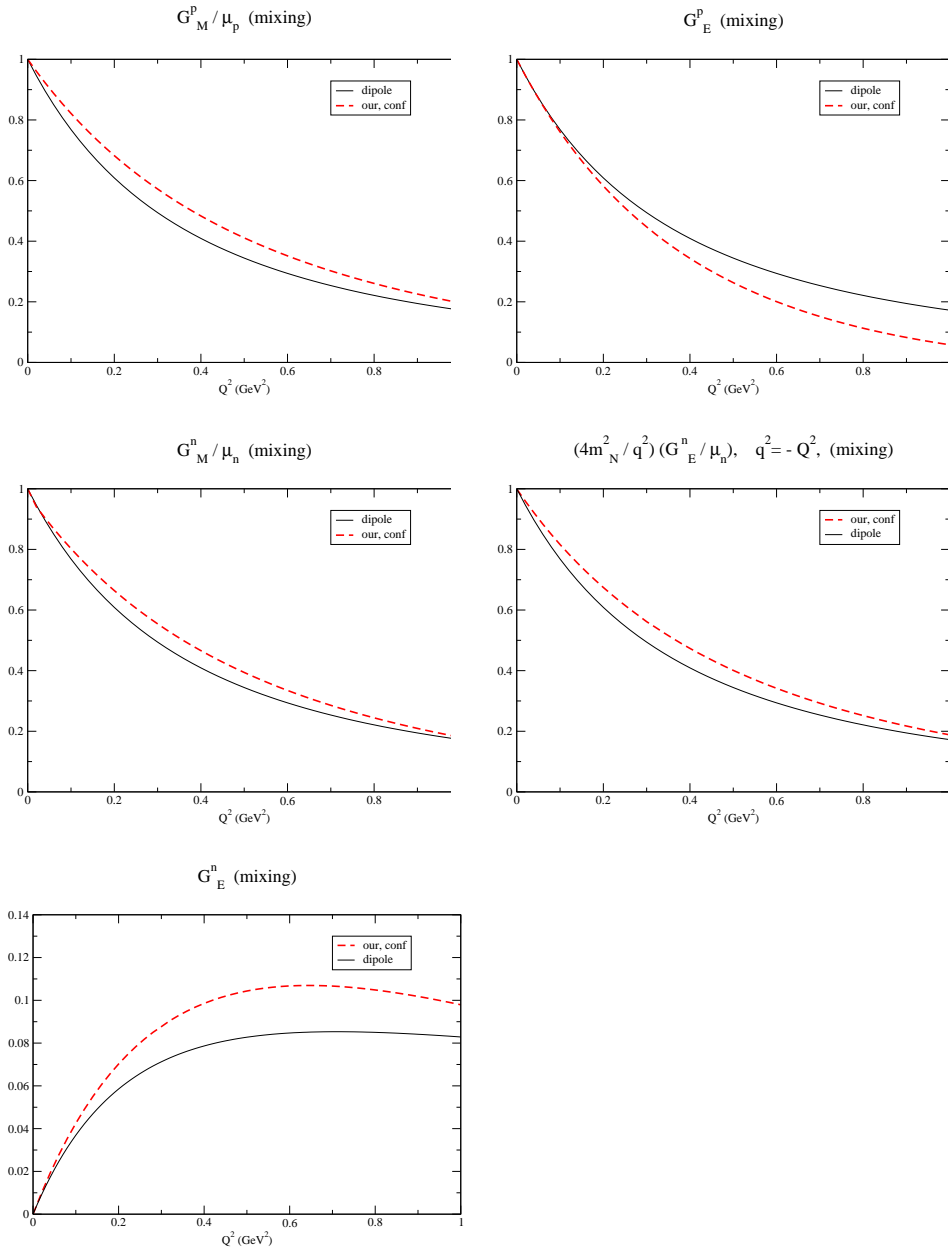 G^p_M / μ_p (mixing)
1
0.8
0.6
0.4
0.2
0
0 0.2 0.4 0.6 0.8
Q^2 (GeV^2)
dipole
our, conf
G^p_E (mixing)
1
0.8
0.6
0.4
0.2
0
0 0.2 0.4 0.6 0.8
Q^2 (GeV^2)
dipole
our, conf
G^n_M / μ_n (mixing)
1
0.8
0.6
0.4
0.2
0
0 0.2 0.4 0.6 0.8
Q^2 (GeV^2)
dipole
our, conf
(4m^2_N / q^2) (G^n_E / μ_n), q^2 = - Q^2, (mixing)
1
0.8
0.6
0.4
0.2
0
0 0.2 0.4 0.6 0.8
Q^2 (GeV^2)
our, conf
dipole
G^n_E (mixing)
0.14
0.12
0.1
0.08
0.06
0.04
0.02
0
0 0.2 0.4 0.6 0.8 1
Q^2 (GeV^2)
our, conf
dipole